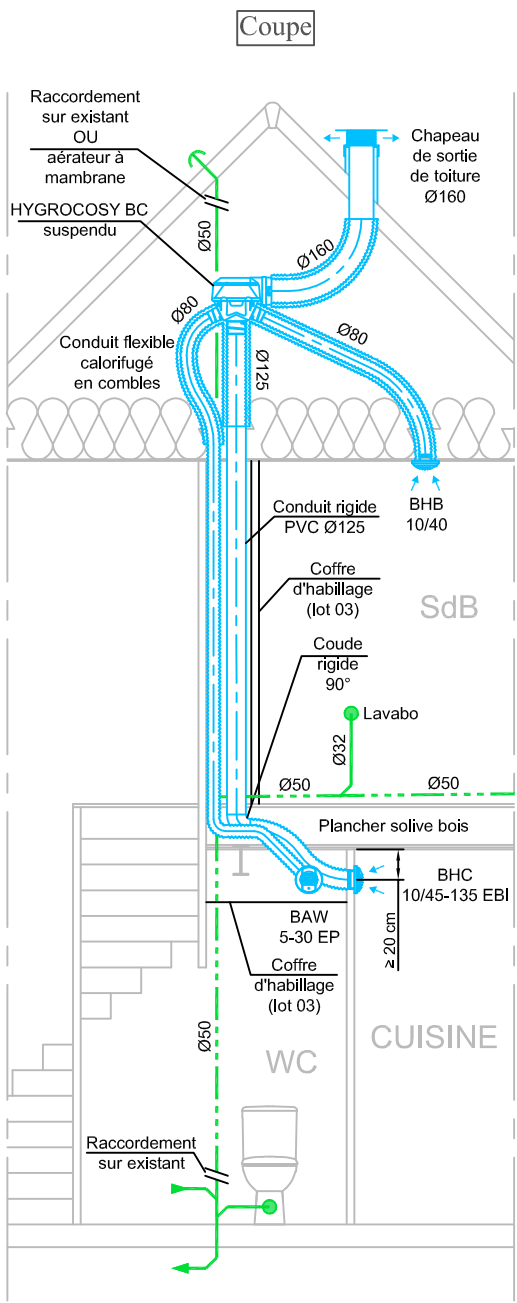 Coupe
Raccordement
sur existant
OU
aérateur à
mambrane
Chapeau
de sortie
de toiture
Ø160
HYGROCOSY BC
suspendu
Ø50
Ø160
Ø80
Ø80
Conduit flexible
calorifugé
en combles
Ø125
BHB
10/40
Conduit rigide
PVC Ø125
Coffre
d'habillage
(lot 03)
SdB
Coude
rigide
90°
Lavabo
Ø32
Ø50
Ø50
Plancher solive bois
BHC
10/45-135 EBI
≥ 20 cm
BAW
5-30 EP
Coffre
d'habillage
(lot 03)
Ø50
WC
CUISINE
Raccordement
sur existant